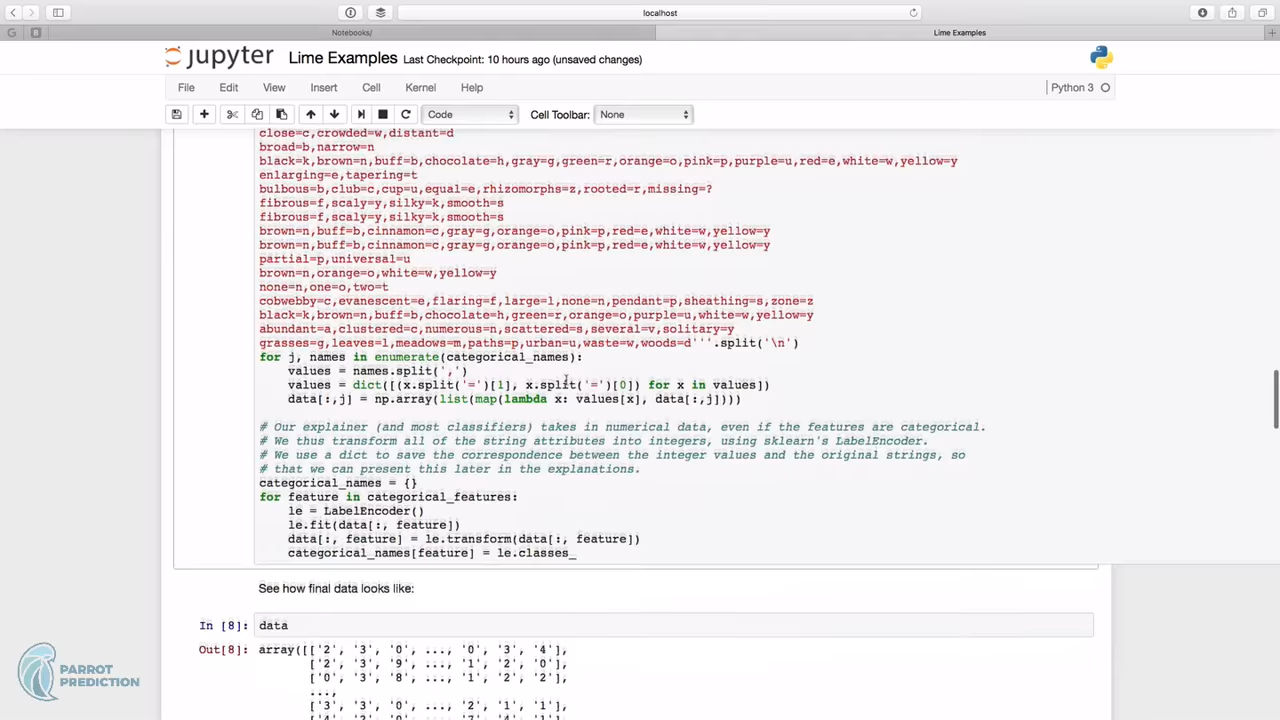 localhost
G
B
Notebooks/
Lime Examples
jupyter Lime Examples Last Checkpoint: 10 hours ago (unsaved changes)
File Edit View Insert Cell Kernel Help
Python 3
Code
Cell Toolbar: None
close=c,crowded=w,distant=d
broad=b,narrow=n
black=k,brown=n,buff=b,chocolate=h,gray=g,green=r,orange=o,pink=p,purple=u,red=e,white=w,yellow=y
enlarging=e,tapering=t
bulbous=b,club=c,cup=u,equal=e,rhizomorphs=z,rooted=r,missing=?
fibrous=f,scaly=y,silky=k,smooth=s
fibrous=f,scaly=y,silky=k,smooth=s
brown=n,buff=b,cinnamon=c,gray=g,orange=o,pink=p,red=e,white=w,yellow=y
brown=n,buff=b,cinnamon=c,gray=g,orange=o,pink=p,red=e,white=w,yellow=y
partial=p,universal=u
brown=n,orange=o,white=w,yellow=y
none=n,one=o,two=t
cobwebby=c,evanescent=e,flaring=f,large=l,none=n,pendant=p,sheathing=s,zone=z
black=k,brown=n,buff=b,chocolate=h,green=r,orange=o,purple=u,white=w,yellow=y
abundant=a,clustered=c,numerous=n,scattered=s,several=v,solitary=y
grasses=g,leaves=l,meadows=m,paths=p,urban=u,waste=w,woods=d'''.split('\n')
for j, names in enumerate(categorical_names):
values = names.split(',')
values = dict([(x.split('=')[1], x.split('=')[0]) for x in values])
data[:,j] = np.array(list(map(lambda x: values[x], data[:,j])))
# Our explainer (and most classifiers) takes in numerical data, even if the features are categorical.
# We thus transform all of the string attributes into integers, using sklearn's LabelEncoder.
# We use a dict to save the correspondence between the integer values and the original strings, so
# that we can present this later in the explanations.
categorical_names = {}
for feature in categorical_features:
le = LabelEncoder()
le.fit(data[:, feature])
data[:, feature] = le.transform(data[:, feature])
categorical_names[feature] = le.classes_
See how final data looks like:
In [8]: data
Out[8]: array([['2', '3', '0', ..., '0', '3', '4'],
['2', '3', '9', ..., '1', '2', '0'],
['0', '3', '8', ..., '1', '2', '2'],
...,
['3', '3', '0', ..., '2', '1', '1'],
['4', '2', '0', ..., '7', '4', '1'],
PARROT
PREDICTION